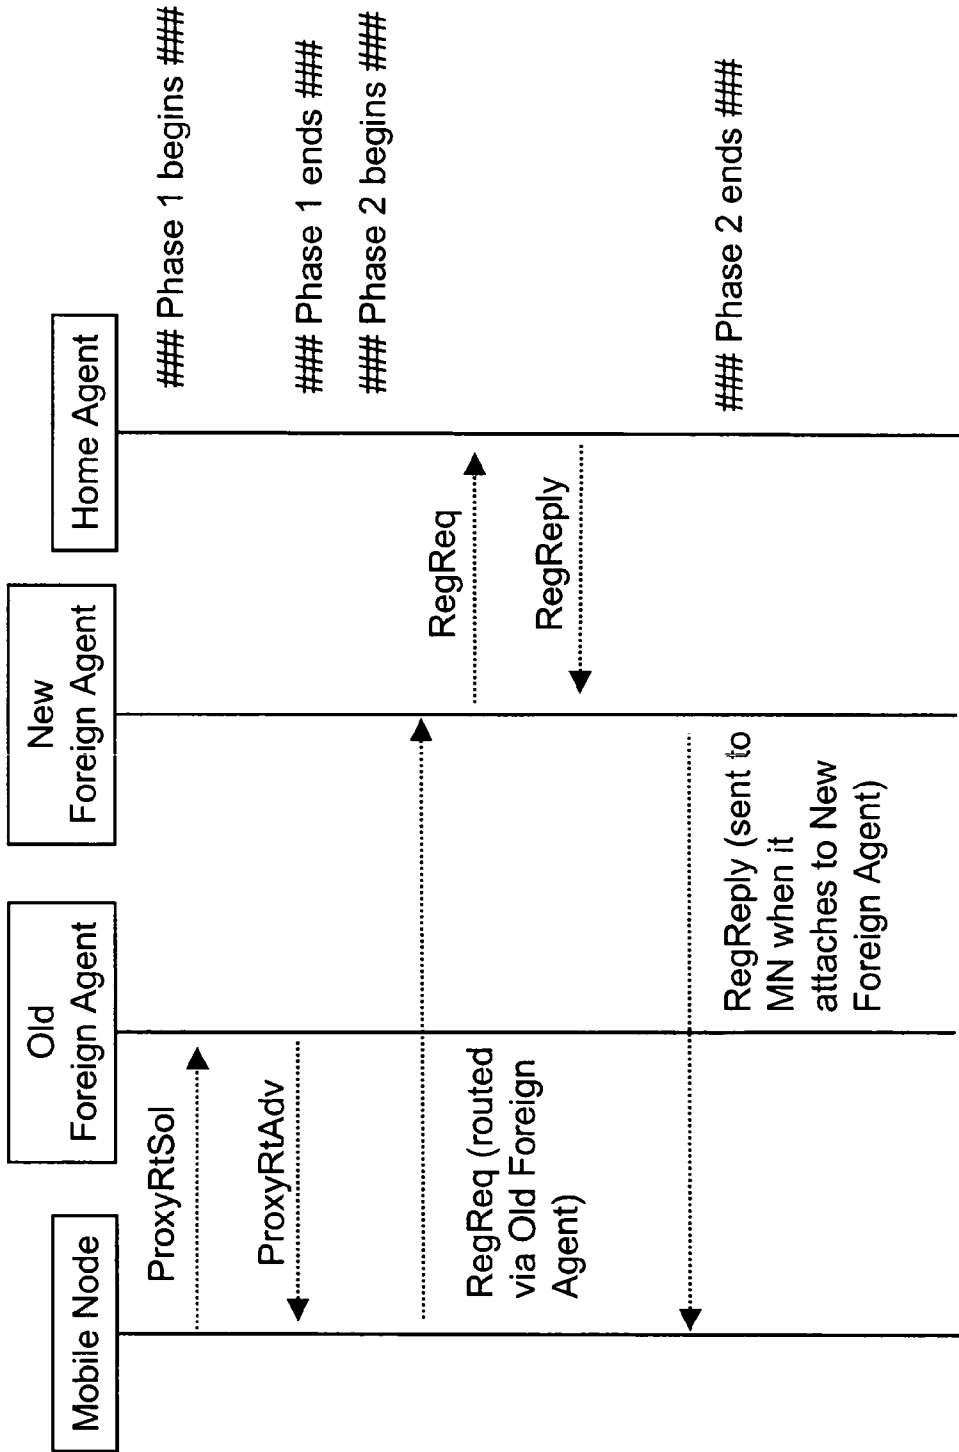 Mobile Node
Old
Foreign Agent
New
Foreign Agent
Home Agent
ProxyRtSol
### Phase 1 begins ###
ProxyRtAdv
### Phase 1 ends ###
### Phase 2 begins ###
RegReq (routed
via Old Foreign
Agent)
RegReq
RegReply
RegReply (sent to
MN when it
attaches to New
Foreign Agent)
### Phase 2 ends ###